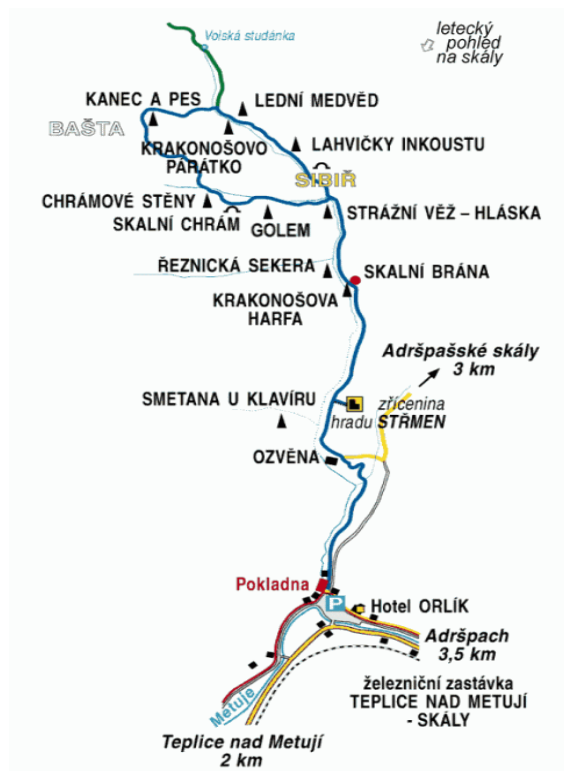 letecký
pohled
na skály
Vojská studánka
KANEC A PES
LEDNÍ MEDVĚD
BAŠTA
KRAKONOŠOVO
PÁRÁTKO
LAHVIČKY INKOUSTU
SIBIŘ
CHRÁMOVÉ STĚNY
SKALNÍ CHRÁM
GOLEM
STRÁŽNÍ VĚŽ – HLÁSKA
ŘEZNICKÁ SEKERA
SKALNÍ BRÁNA
KRAKONOŠOVA
HARFA
Adršpašské skály
3 km
SMETANA U KLAVÍRU
zřícenina
hradu STŘMEN
OZVĚNA
Pokladna
P
Hotel ORLÍK
Adršpach
3,5 km
železniční zastávka
TEPLICE NAD METUJÍ
- SKÁLY
Metuje
Teplice nad Metují
2 km